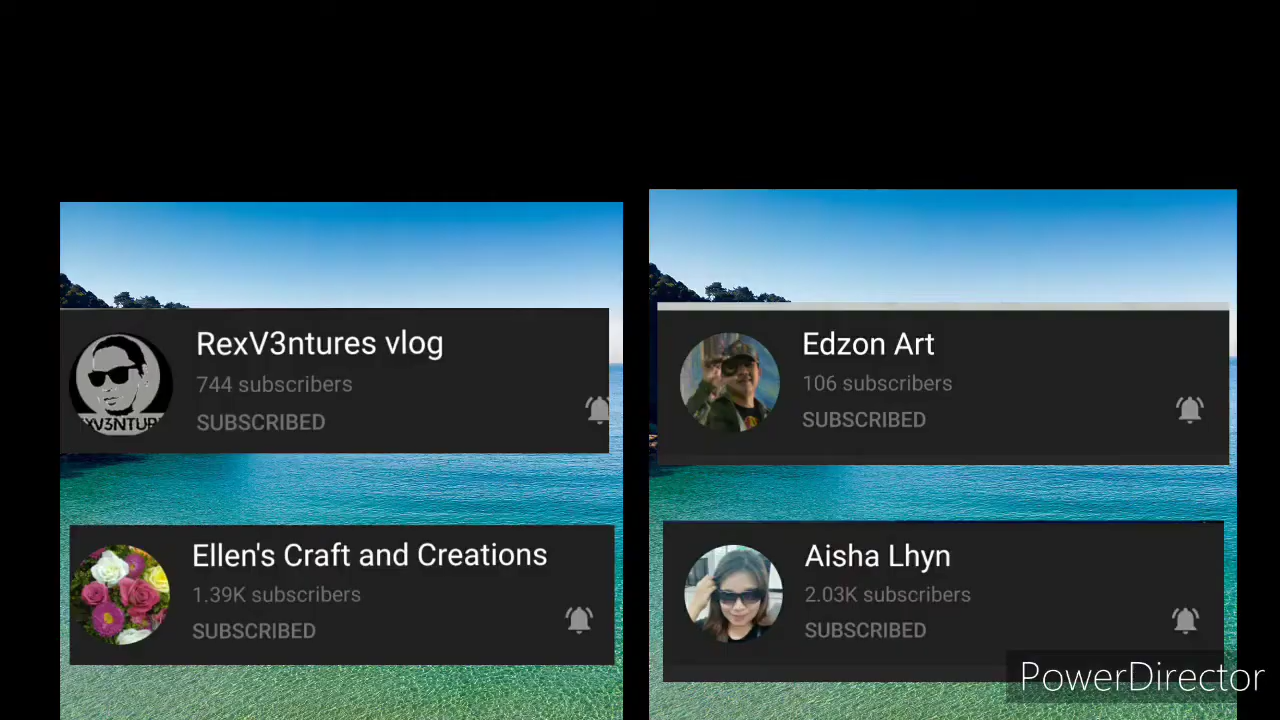 RexV3ntures vlog
744 subscribers
SUBSCRIBED
XV3NTUR
Edzon Art
106 subscribers
SUBSCRIBED
Ellen's Craft and Creations
1.39K subscribers
SUBSCRIBED
Aisha Lhyn
2.03K subscribers
SUBSCRIBED
PowerDirector